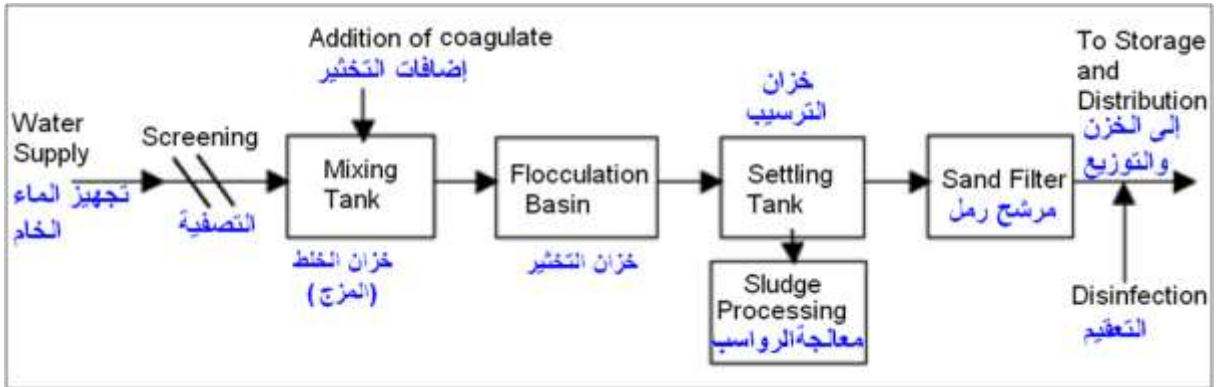 Addition of coagulate
إضافات التخثير
Water
Supply
تجهيز الماء
الخام
Screening
التصفية
Mixing
Tank
خزان الخلط
(المزج)
Flocculation
Basin
خزان التخثير
خزان
الترسيب
Settling
Tank
Sludge
Processing
معالجةالرواسب
Sand Filter
مرشح رمل
To Storage
and
Distribution
إلى الخزن
والتوزيع
Disinfection
التعقيم